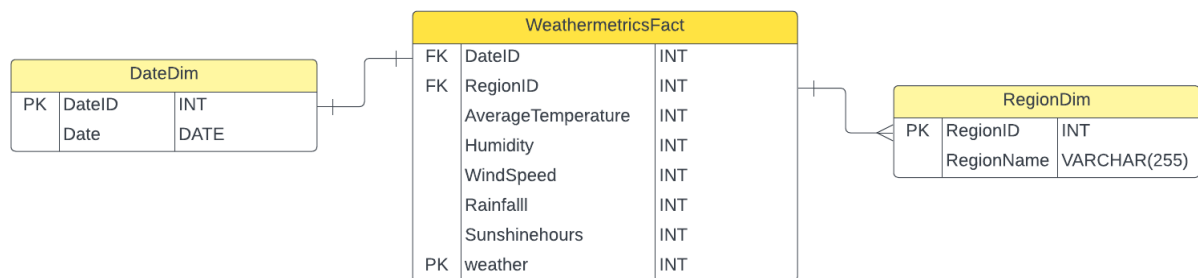 DateDim
PK DateID INT
Date DATE
WeathermetricsFact
FK DateID INT
FK RegionID INT
AverageTemperature INT
Humidity INT
WindSpeed INT
Rainfalll INT
Sunshinehours INT
PK weather INT
RegionDim
PK RegionID INT
RegionName VARCHAR(255)